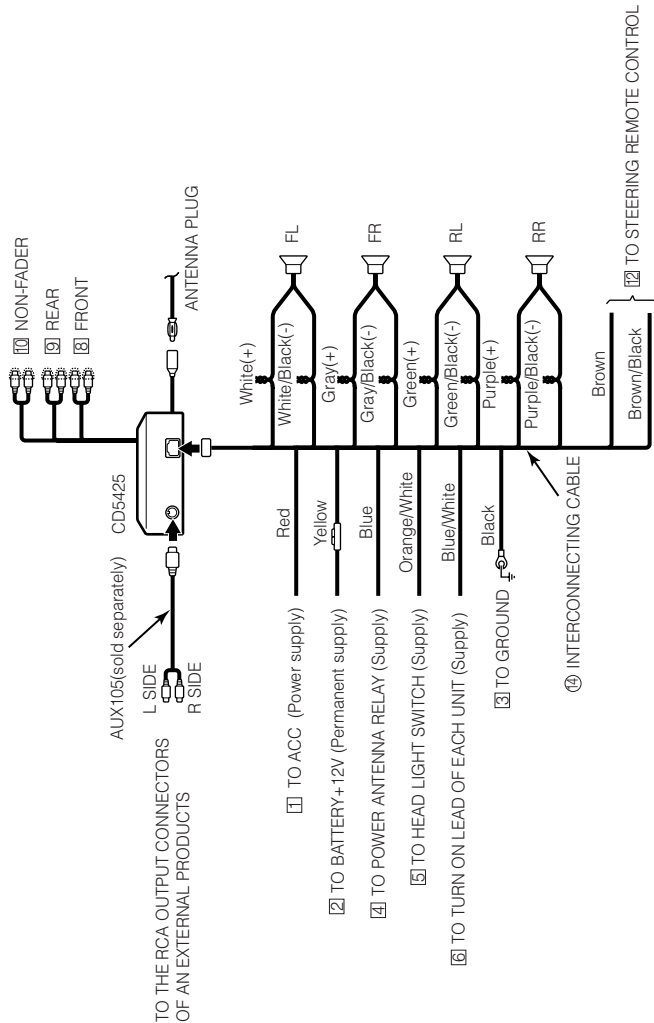 10 NON-FADER
9 REAR
8 FRONT
ANTENNA PLUG
CD5425
AUX105(sold separately)
L SIDE
R SIDE
TO THE RCA OUTPUT CONNECTORS
OF AN EXTERNAL PRODUCTS
White(+)
White/Black(-)
FL
Gray(+)
Gray/Black(-)
FR
Green(+)
Green/Black(-)
RL
Purple(+)
Purple/Black(-)
RR
Brown
Brown/Black
12 TO STEERING REMOTE CONTROL
Red
1 TO ACC (Power supply)
Yellow
2 TO BATTERY+12V (Permanent supply)
Blue
4 TO POWER ANTENNA RELAY (Supply)
Orange/White
5 TO HEAD LIGHT SWITCH (Supply)
Blue/White
6 TO TURN ON LEAD OF EACH UNIT (Supply)
Black
3 TO GROUND
14 INTERCONNECTING CABLE